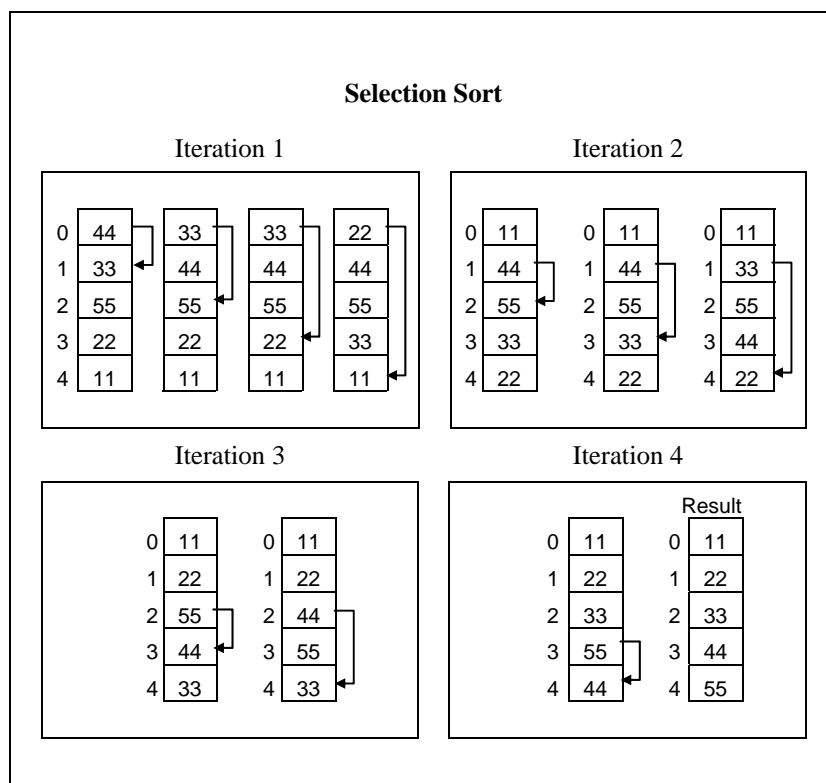 Selection Sort
Iteration 1
Iteration 2
0 44 33 33 22
1 33 44 44 44
2 55 55 55 55
3 22 22 22 33
4 11 11 11 11
0 11 0 11 0 11
1 44 1 44 1 33
2 55 2 55 2 55
3 33 3 33 3 44
4 22 4 22 4 22
Iteration 3
Iteration 4
0 11 0 11
1 22 1 22
2 55 2 44
3 44 3 55
4 33 4 33
Result
0 11 0 11
1 22 1 22
2 33 2 33
3 55 3 44
4 44 4 55